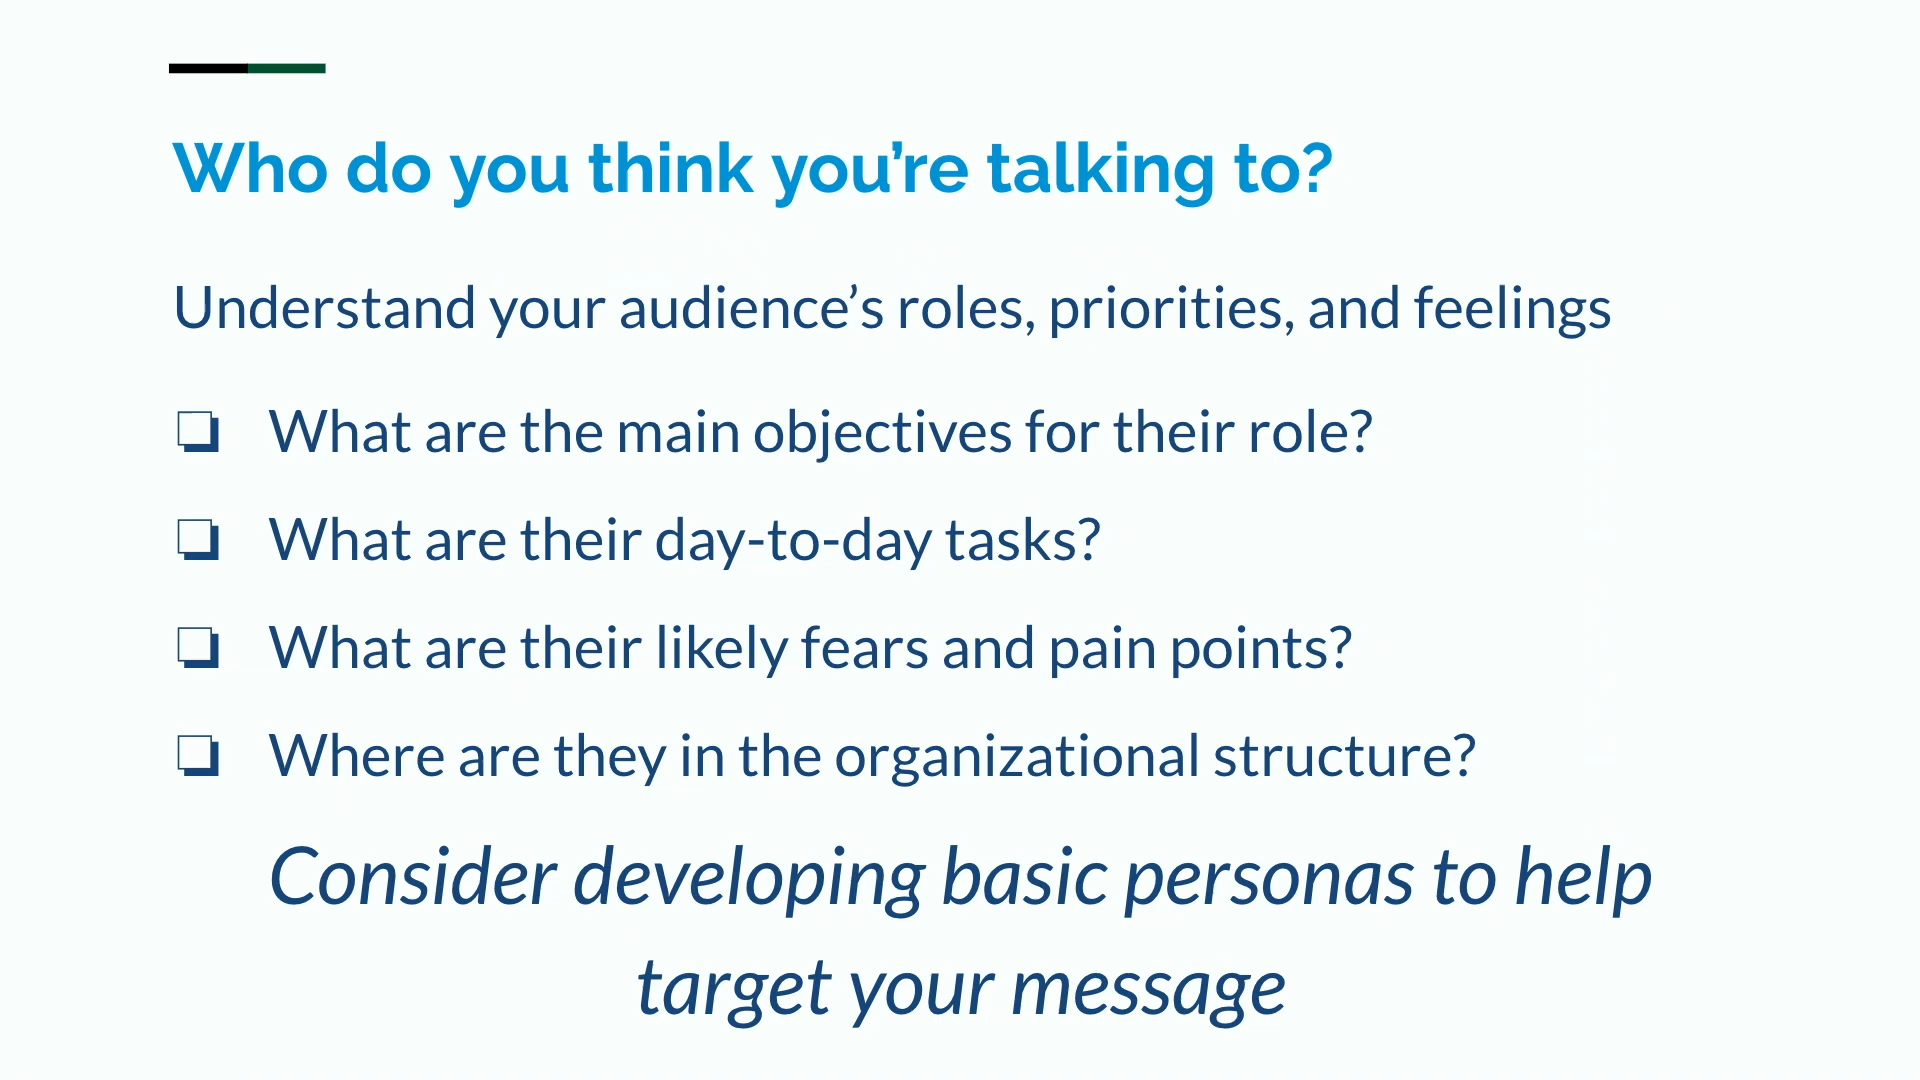 Who do you think you’re talking to?
Understand your audience’s roles, priorities, and feelings
❏ What are the main objectives for their role?
❏ What are their day-to-day tasks?
❏ What are their likely fears and pain points?
❏ Where are they in the organizational structure?
Consider developing basic personas to help
target your message